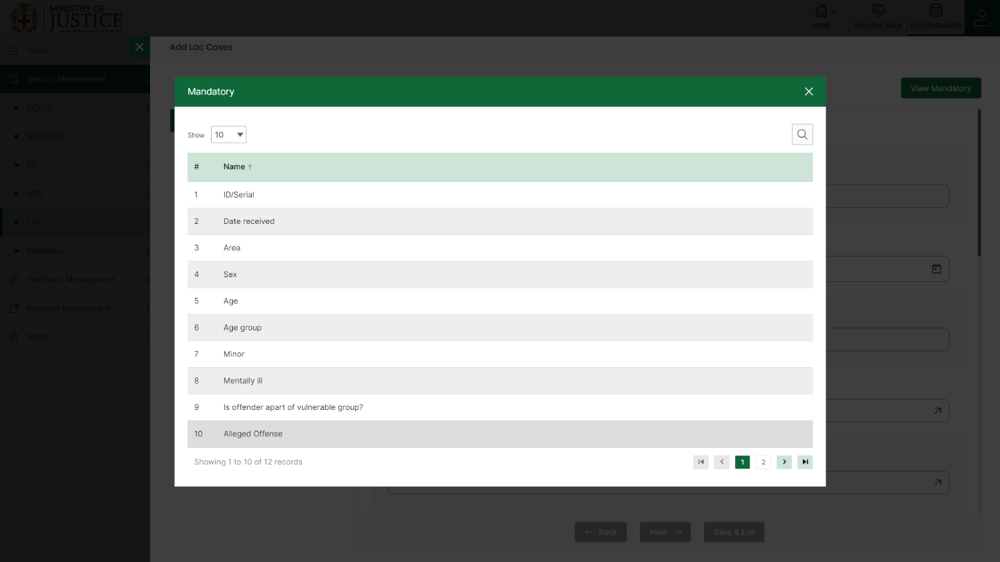 MINISTRY OF
JUSTICE
HOME
EXPLORE DATA
DATA MANAGER
Home
Add Lac Cases
Service Management
View Mandatory
CCFLU
NCDP/CD
RJ
VSD
LAC
Mediation
Feedback Management
Indicator Management
Admin
Mandatory
Show 10
# Name ↑
1 ID/Serial
2 Date received
3 Area
4 Sex
5 Age
6 Age group
7 Minor
8 Mentally ill
9 Is offender apart of vulnerable group?
10 Alleged Offense
Showing 1 to 10 of 12 records
1 2
← Back Next → Save & Exit